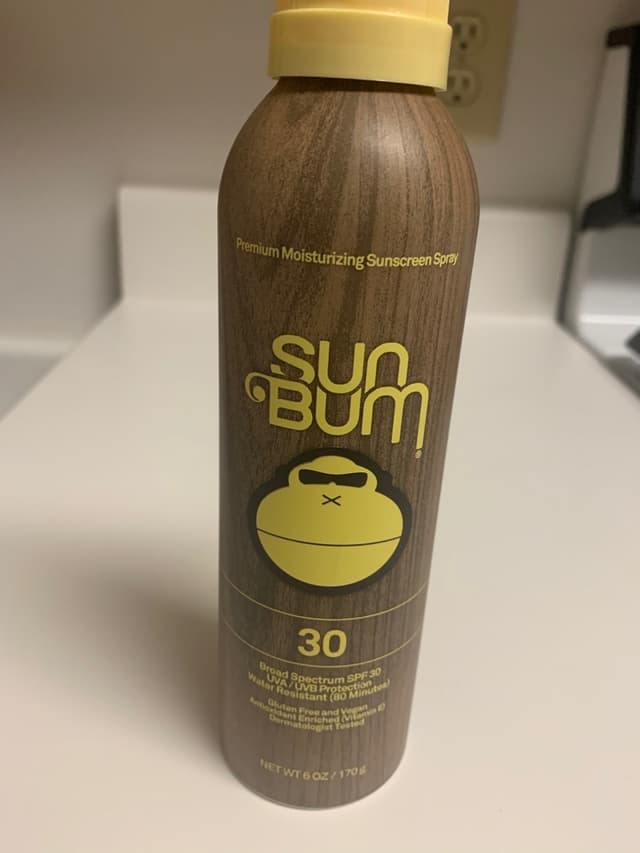 Premium Moisturizing Sunscreen Spray
SUN
BUM
30
Broad Spectrum SPF 30
UVA / UVB Protection
Water Resistant (80 Minutes)
Gluten Free and Vegan
Antioxidant Enriched (Vitamin E)
Dermatologist Tested
NET WT 6 OZ / 170 g